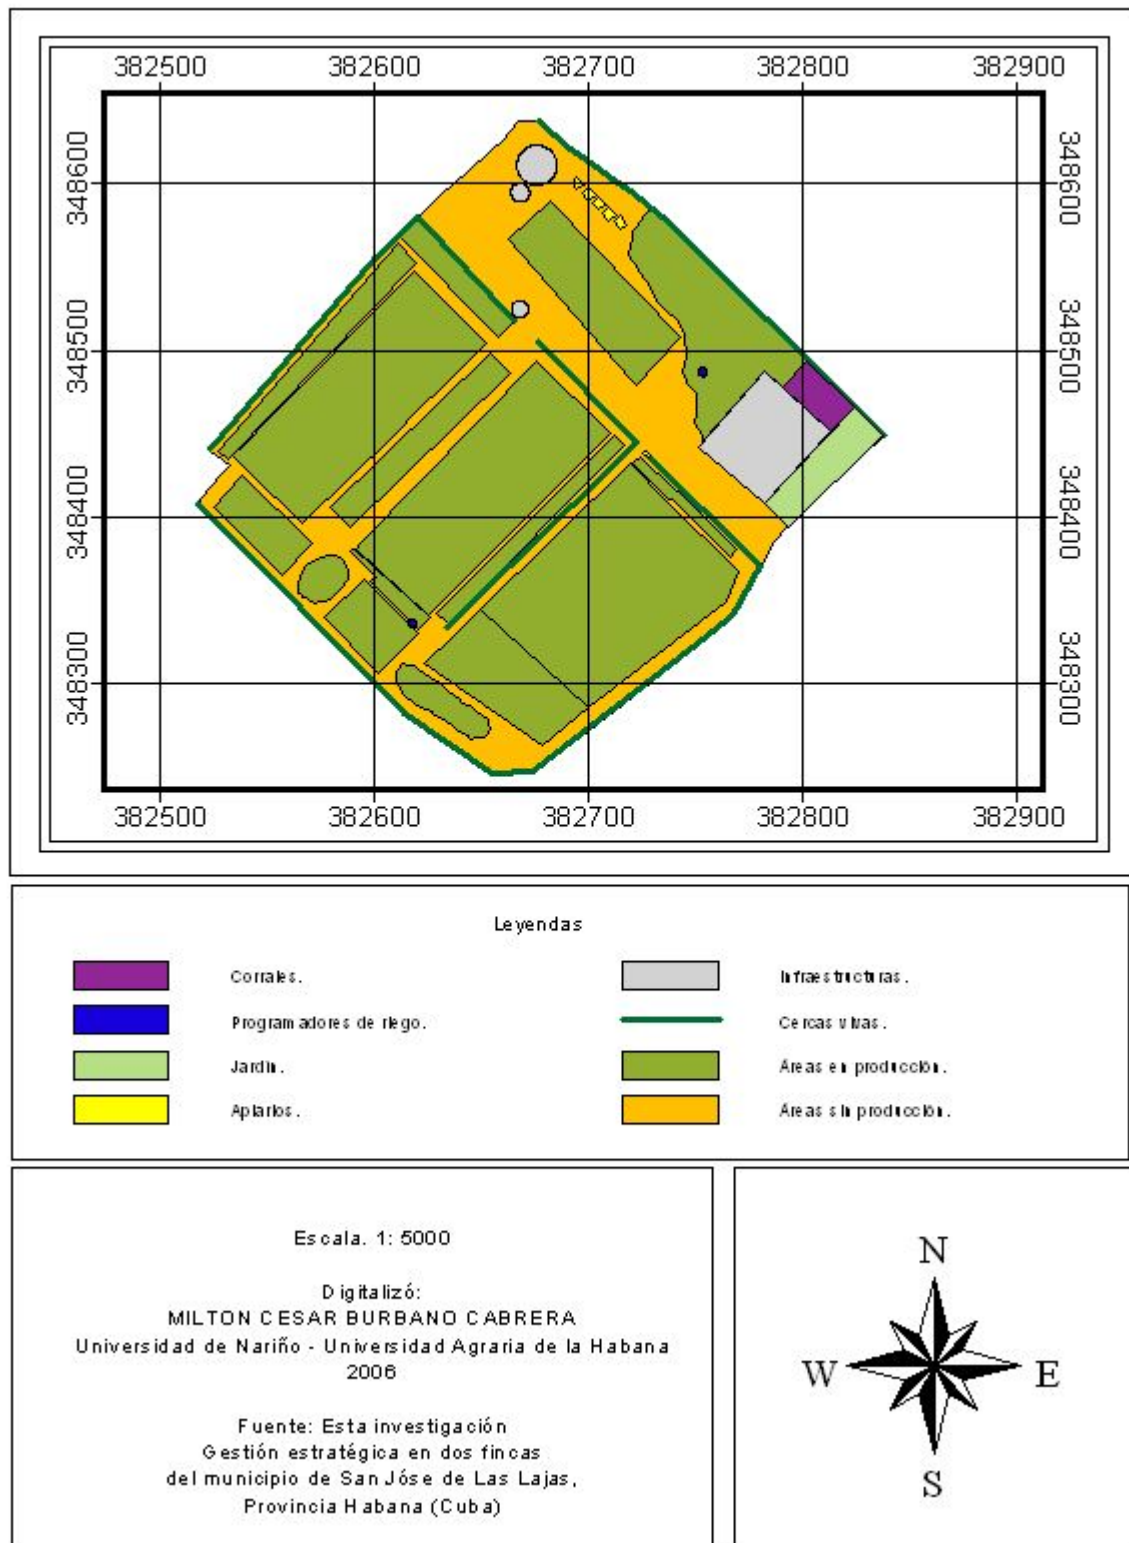 382500 382600 382700 382800 382900
348600 348600
348500 348500
348400 348400
348300 348300
382500 382600 382700 382800 382900
Leyendas
Corrales.
Infraestructuras.
Programadores de riego.
Cercas vivas.
Jardín.
Areas en producción.
Apiarios.
Areas sin producción.
Escala. 1: 5000
Digitalizó:
MILTON CESAR BURBANO CABRERA
Universidad de Nariño - Universidad Agraria de la Habana
2006
Fuente: Esta investigación
Gestión estratégica en dos fincas
del municipio de San Jóse de Las Lajas,
Provincia Habana (Cuba)
N
W E
S